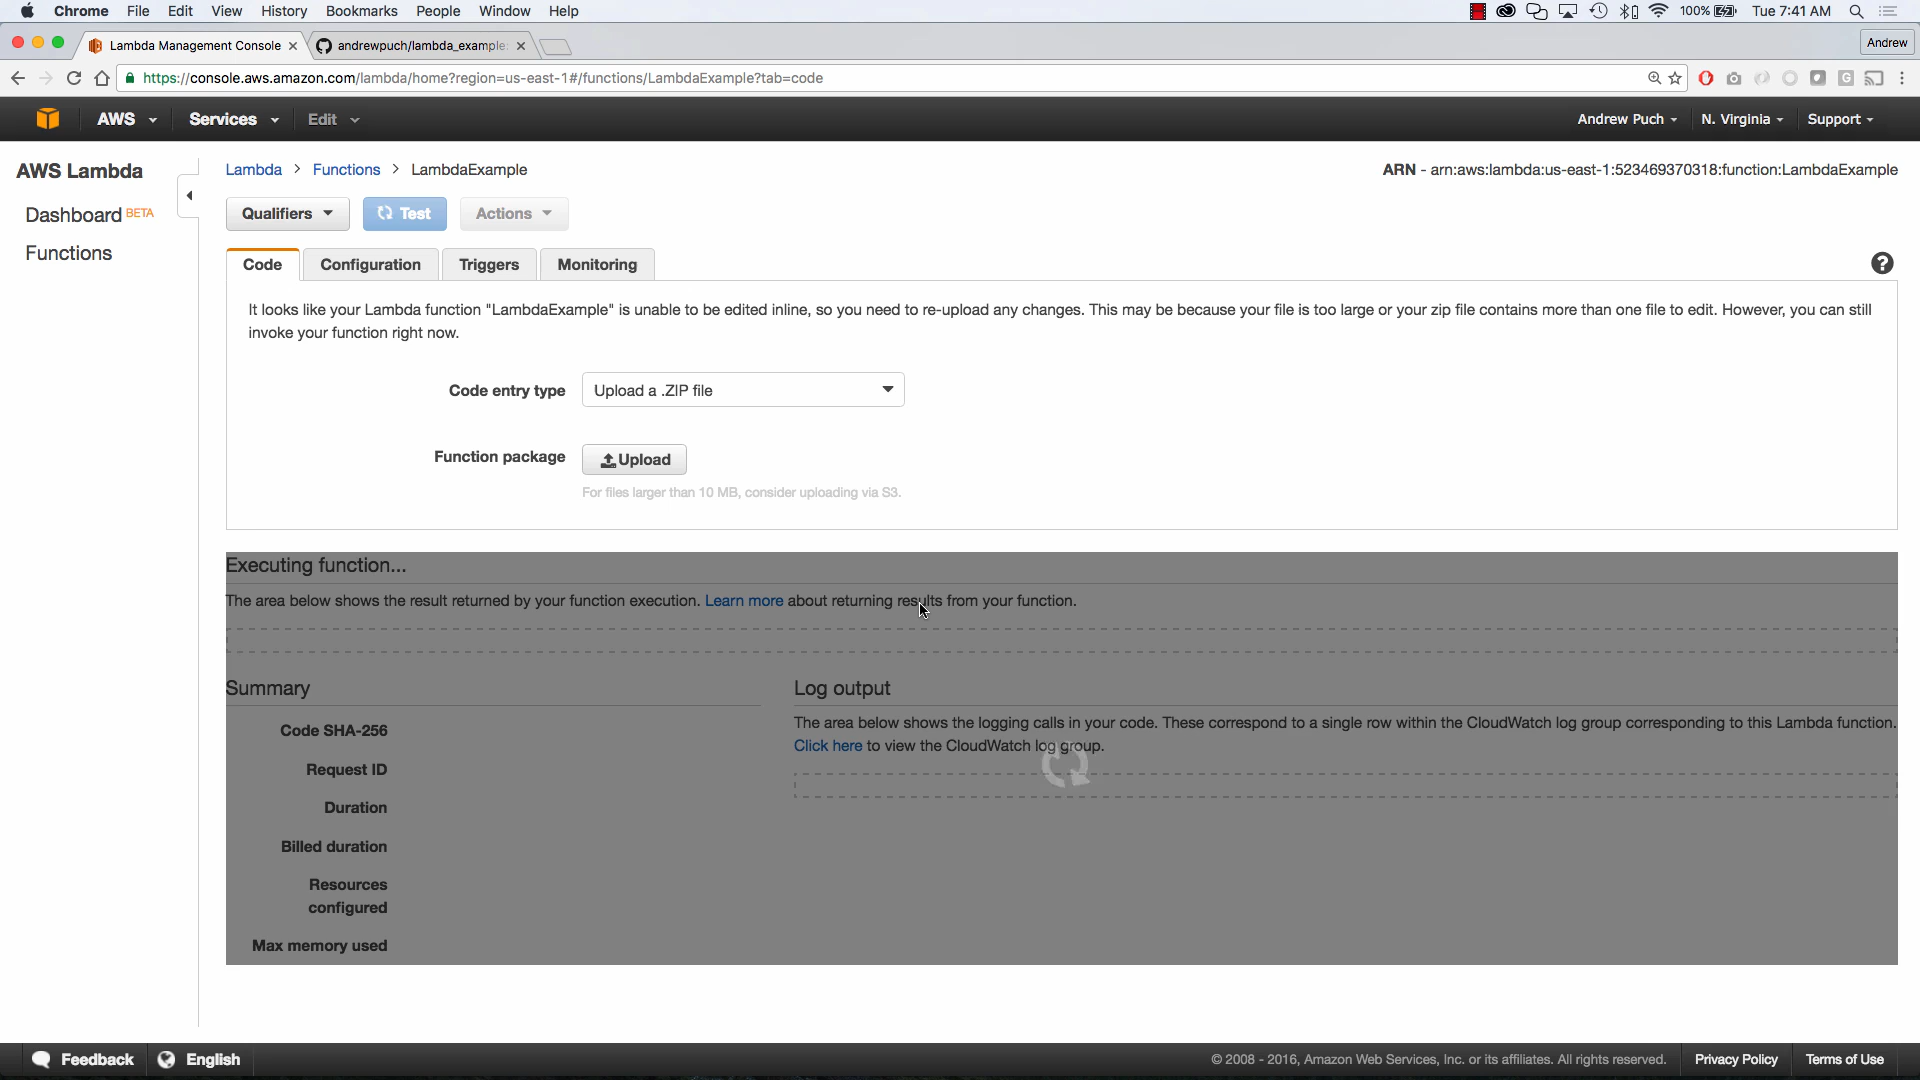 Chrome File Edit View History Bookmarks People Window Help 100% Tue 7:41 AM
Lambda Management Console andrewpuch/lambda_example Andrew
https://console.aws.amazon.com/lambda/home?region=us-east-1#/functions/LambdaExample?tab=code
AWS Services Edit Andrew Puch N. Virginia Support
AWS Lambda
Dashboard BETA
Functions
Lambda > Functions > LambdaExample
ARN - arn:aws:lambda:us-east-1:523469370318:function:LambdaExample
Qualifiers Test Actions
Code Configuration Triggers Monitoring
It looks like your Lambda function "LambdaExample" is unable to be edited inline, so you need to re-upload any changes. This may be because your file is too large or your zip file contains more than one file to edit. However, you can still
invoke your function right now.
Code entry type Upload a .ZIP file
Function package Upload
For files larger than 10 MB, consider uploading via S3.
Executing function...
The area below shows the result returned by your function execution. Learn more about returning results from your function.
Summary
Code SHA-256
Request ID
Duration
Billed duration
Resources
configured
Max memory used
Log output
The area below shows the logging calls in your code. These correspond to a single row within the CloudWatch log group corresponding to this Lambda function.
Click here to view the CloudWatch log group.
Feedback English © 2008 - 2016, Amazon Web Services, Inc. or its affiliates. All rights reserved. Privacy Policy Terms of Use